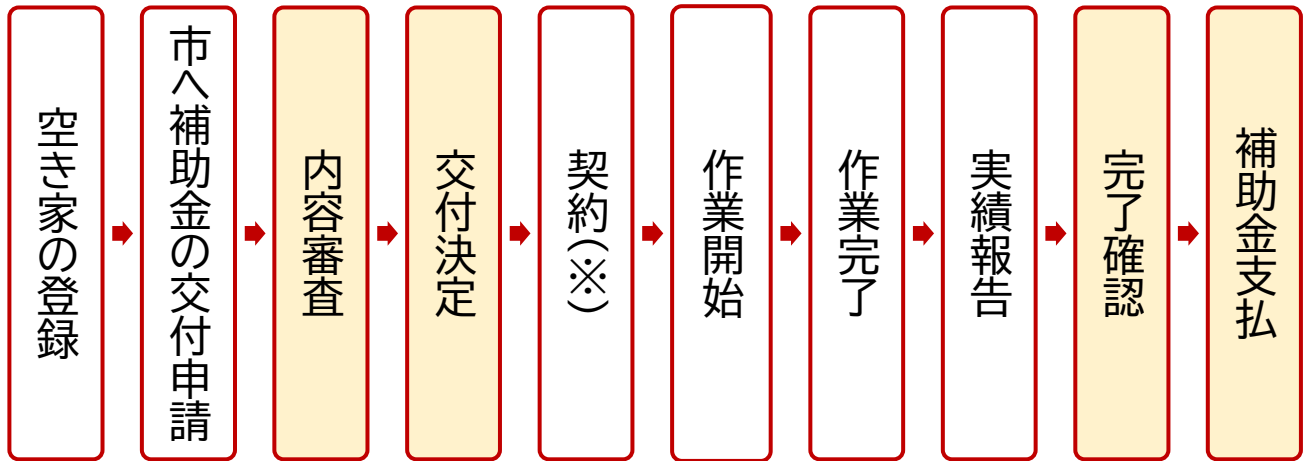 空き家の登録
市へ補助金の交付申請
内容審査
交付決定
契約(※)
作業開始
作業完了
実績報告
完了確認
補助金支払